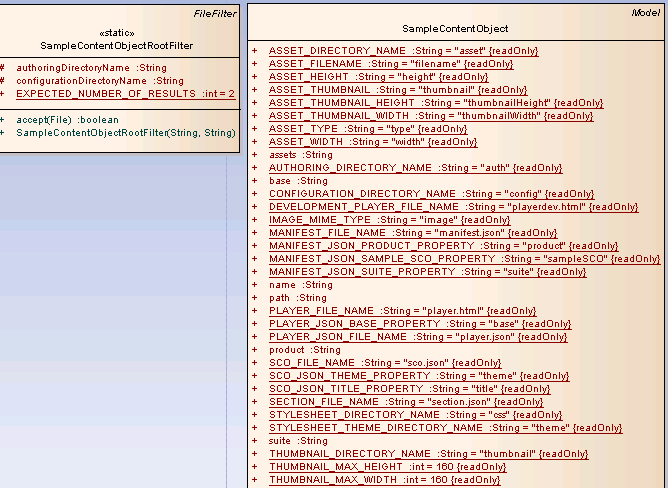 FileFilter
«static»
SampleContentObjectRootFilter
# authoringDirectoryName :String
# configurationDirectoryName :String
+ EXPECTED_NUMBER_OF_RESULTS :int = 2
+ accept(File) :boolean
+ SampleContentObjectRootFilter(String, String)
Model
SampleContentObject
+ ASSET_DIRECTORY_NAME :String = "asset" {readOnly}
+ ASSET_FILENAME :String = "filename" {readOnly}
+ ASSET_HEIGHT :String = "height" {readOnly}
+ ASSET_THUMBNAIL :String = "thumbnail" {readOnly}
+ ASSET_THUMBNAIL_HEIGHT :String = "thumbnailHeight" {readOnly}
+ ASSET_THUMBNAIL_WIDTH :String = "thumbnailWidth" {readOnly}
+ ASSET_TYPE :String = "type" {readOnly}
+ ASSET_WIDTH :String = "width" {readOnly}
+ assets :String
+ AUTHORING_DIRECTORY_NAME :String = "auth" {readOnly}
+ base :String
+ CONFIGURATION_DIRECTORY_NAME :String = "config" {readOnly}
+ DEVELOPMENT_PLAYER_FILE_NAME :String = "playerdev.html" {readOnly}
+ IMAGE_MIME_TYPE :String = "image" {readOnly}
+ MANIFEST_FILE_NAME :String = "manifest.json" {readOnly}
+ MANIFEST_JSON_PRODUCT_PROPERTY :String = "product" {readOnly}
+ MANIFEST_JSON_SAMPLE_SCO_PROPERTY :String = "sampleSCO" {readOnly}
+ MANIFEST_JSON_SUITE_PROPERTY :String = "suite" {readOnly}
+ name :String
+ path :String
+ PLAYER_FILE_NAME :String = "player.html" {readOnly}
+ PLAYER_JSON_BASE_PROPERTY :String = "base" {readOnly}
+ PLAYER_JSON_FILE_NAME :String = "player.json" {readOnly}
+ product :String
+ SCO_FILE_NAME :String = "sco.json" {readOnly}
+ SCO_JSON_THEME_PROPERTY :String = "theme" {readOnly}
+ SCO_JSON_TITLE_PROPERTY :String = "title" {readOnly}
+ SECTION_FILE_NAME :String = "section.json" {readOnly}
+ STYLESHEET_DIRECTORY_NAME :String = "css" {readOnly}
+ STYLESHEET_THEME_DIRECTORY_NAME :String = "theme" {readOnly}
+ suite :String
+ THUMBNAIL_DIRECTORY_NAME :String = "thumbnail" {readOnly}
+ THUMBNAIL_MAX_HEIGHT :int = 160 {readOnly}
+ THUMBNAIL_MAX_WIDTH :int = 160 {readOnly}